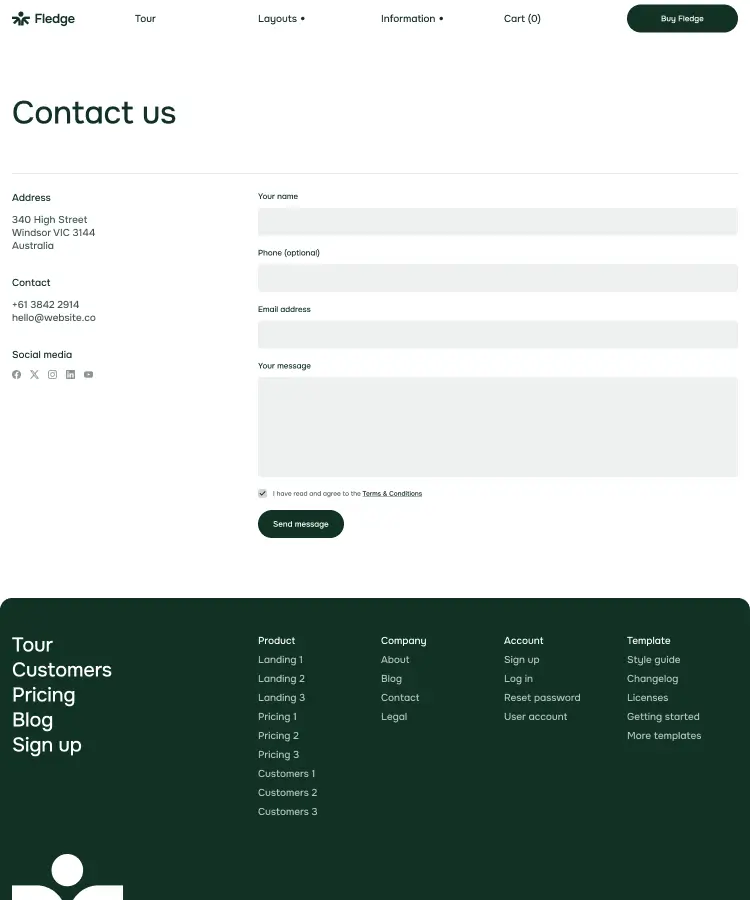 Fledge
Tour
Layouts •
Information •
Cart (0)
Buy Fledge
Contact us
Address
340 High Street
Windsor VIC 3144
Australia
Contact
+61 3842 2914
hello@website.co
Social media
Your name
Phone (optional)
Email address
Your message
I have read and agree to the Terms & Conditions
Send message
Tour
Customers
Pricing
Blog
Sign up
Product
Landing 1
Landing 2
Landing 3
Pricing 1
Pricing 2
Pricing 3
Customers 1
Customers 2
Customers 3
Company
About
Blog
Contact
Legal
Account
Sign up
Log in
Reset password
User account
Template
Style guide
Changelog
Licenses
Getting started
More templates